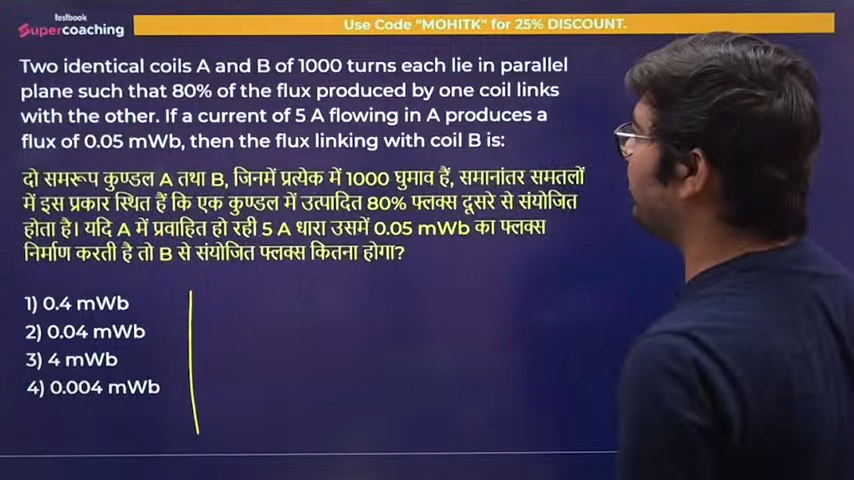 testbook
Supercoaching
Use Code "MOHITK" for 25% DISCOUNT.
Two identical coils A and B of 1000 turns each lie in parallel
plane such that 80% of the flux produced by one coil links
with the other. If a current of 5 A flowing in A produces a
flux of 0.05 mWb, then the flux linking with coil B is:
दो समरूप कुण्डल A तथा B, जिनमें प्रत्येक में 1000 घुमाव हैं, समानांतर समतलों
में इस प्रकार स्थित हैं कि एक कुण्डल में उत्पादित 80% फ्लक्स दूसरे से संयोजित
होता है। यदि A में प्रवाहित हो रही 5 A धारा उसमें 0.05 mWb का फ्लक्स
निर्माण करती है तो B से संयोजित फ्लक्स कितना होगा?
1) 0.4 mWb
2) 0.04 mWb
3) 4 mWb
4) 0.004 mWb